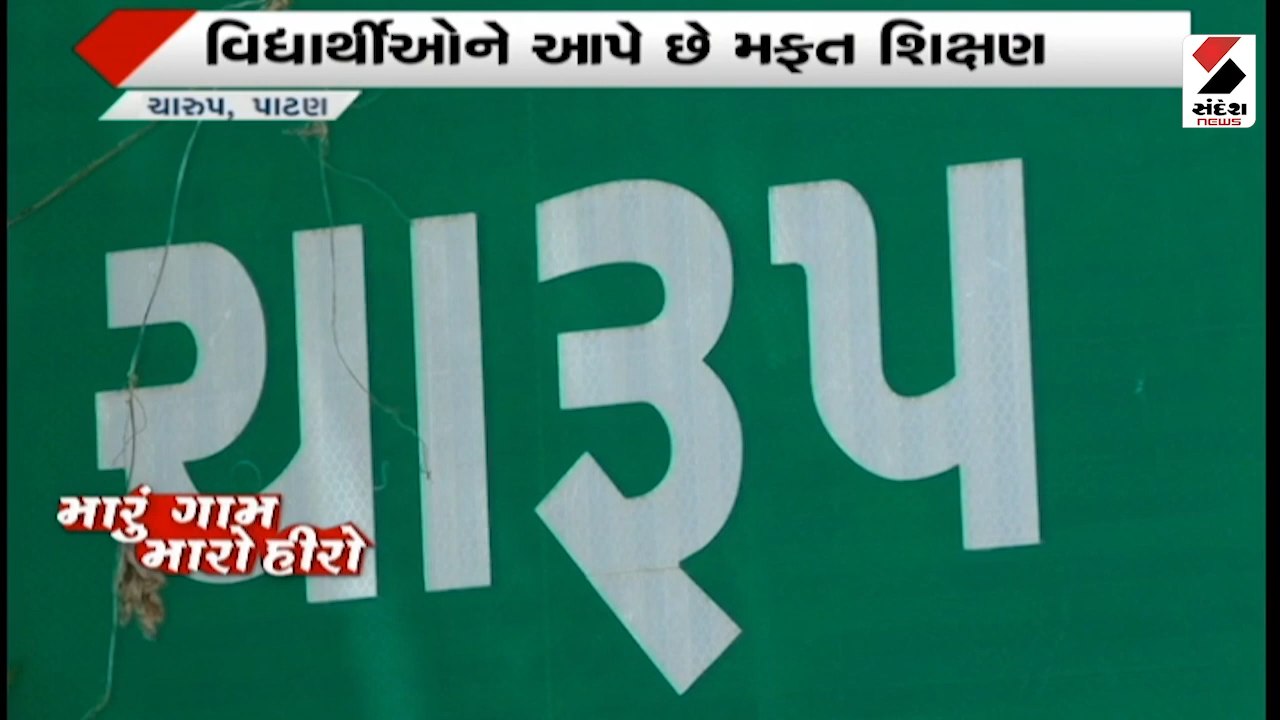 વિદ્યાર્થીઓને આપે છે મફત શિક્ષણ
ચારુપ, પાટણ
સંદેશ
NEWS
ચારૂપ
મારું ગામ
મારો હીરો